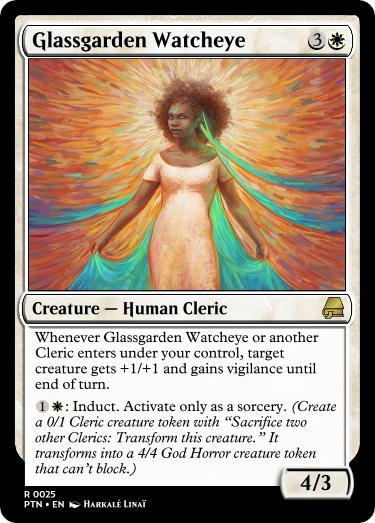 Glassgarden Watcheye 3
Creature — Human Cleric
Whenever Glassgarden Watcheye or another
Cleric enters under your control, target
creature gets +1/+1 and gains vigilance until
end of turn.
1 : Induct. Activate only as a sorcery. (Create
a 0/1 Cleric creature token with “Sacrifice two
other Clerics: Transform this creature.” It
transforms into a 4/4 God Horror creature token
that can’t block.)
4/3
R 0025
PTN • EN Harkalé Linaï